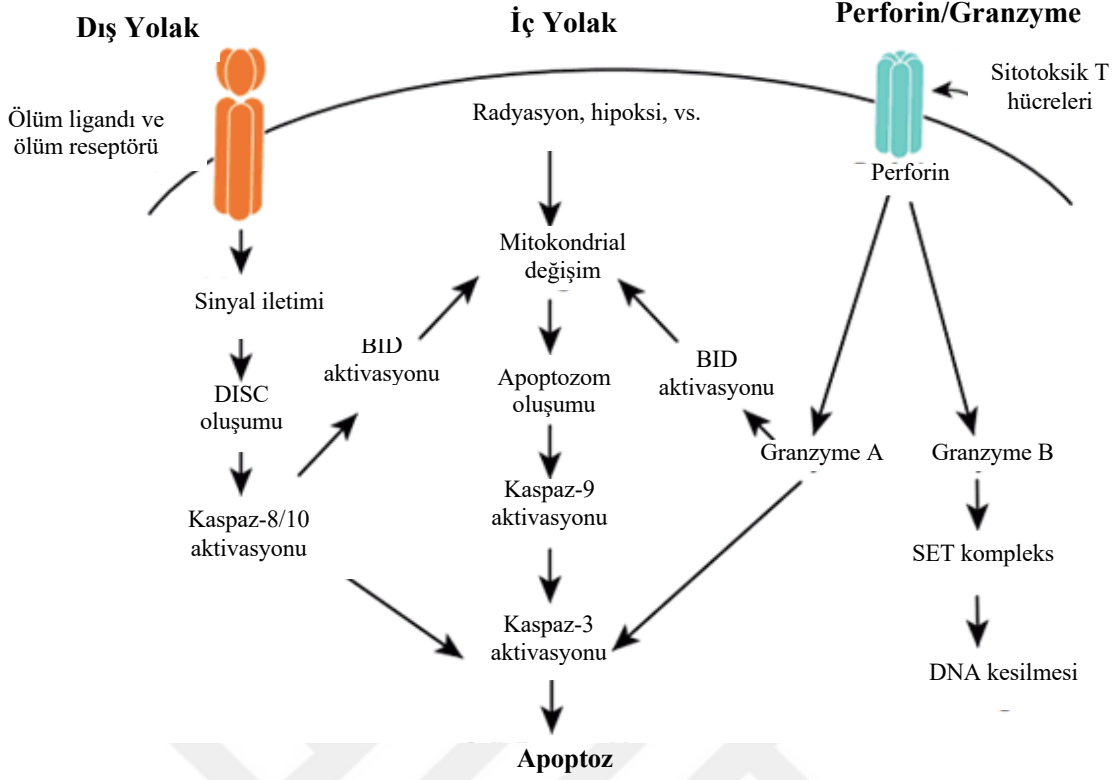 Dış Yolak
İç Yolak
Perforin/Granzyme
Ölüm ligandı ve
ölüm reseptörü
Radyasyon, hipoksi, vs.
Sitotoksik T
hücreleri
Perforin
Mitokondrial
değişim
Sinyal iletimi
BID
aktivasyonu
BID
aktivasyonu
DISC
oluşumu
Apoptozom
oluşumu
Granzyme A
Granzyme B
Kaspaz-8/10
aktivasyonu
Kaspaz-9
aktivasyonu
SET kompleks
Kaspaz-3
aktivasyonu
DNA kesilmesi
Apoptoz